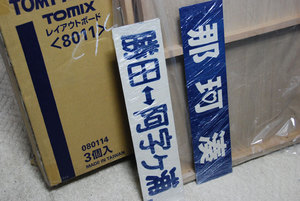 TOMIX
レイアウトボード
<8011>
080114
3個入
MADE IN TAIWAN
勝田↔阿字ヶ浦
那珂湊